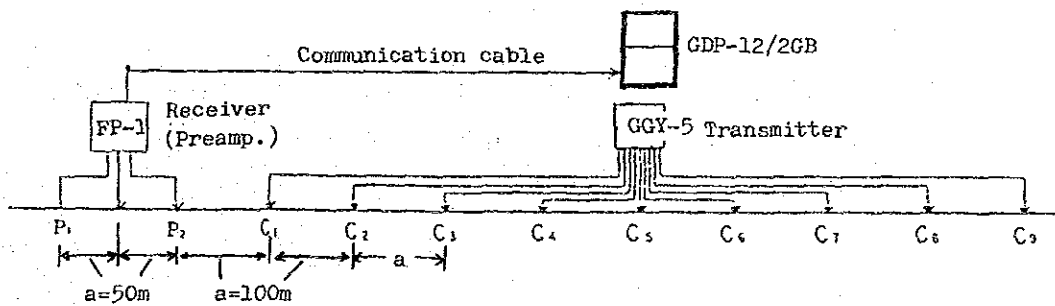 Communication cable
GDP-12/2GB
FP-1
Receiver
(Preamp.)
GGY-5 Transmitter
P₁ P₂ C₁ C₂ C₃ C₄ C₅ C₆ C₇ C₈ C₉
a
a=50m a=100m